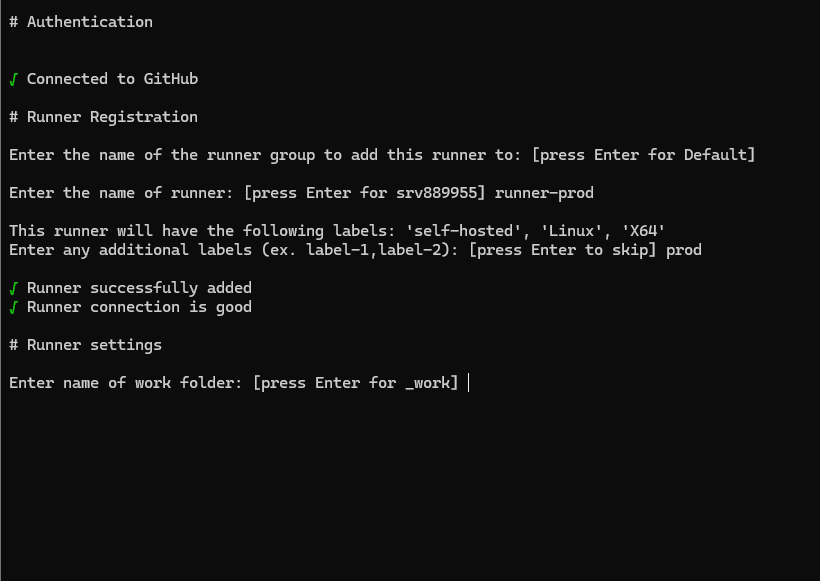 # Authentication
√ Connected to GitHub
# Runner Registration
Enter the name of the runner group to add this runner to: [press Enter for Default]
Enter the name of runner: [press Enter for srv889955] runner-prod
This runner will have the following labels: 'self-hosted', 'Linux', 'X64'
Enter any additional labels (ex. label-1,label-2): [press Enter to skip] prod
√ Runner successfully added
√ Runner connection is good
# Runner settings
Enter name of work folder: [press Enter for _work]